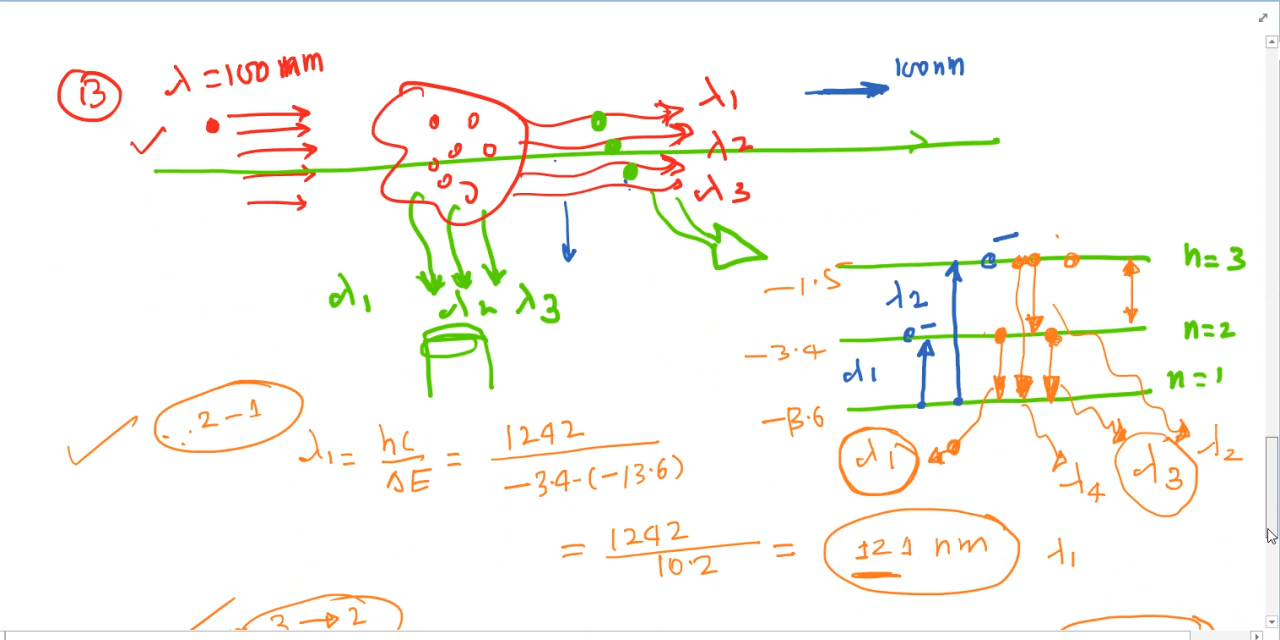 13
λ = 100 mm
λ1
100 nm
λ2
λ3
λ1 λ2 λ3
n=3
-1.5
λ2
n=2
-3.4
λ1
n=1
-13.6
2-1
λ1 = hc/ΔE = 1242/-3.4-(-13.6)
λ1 λ4 λ3 λ2
= 1242/10.2 = 121 nm λ1
3 → 2